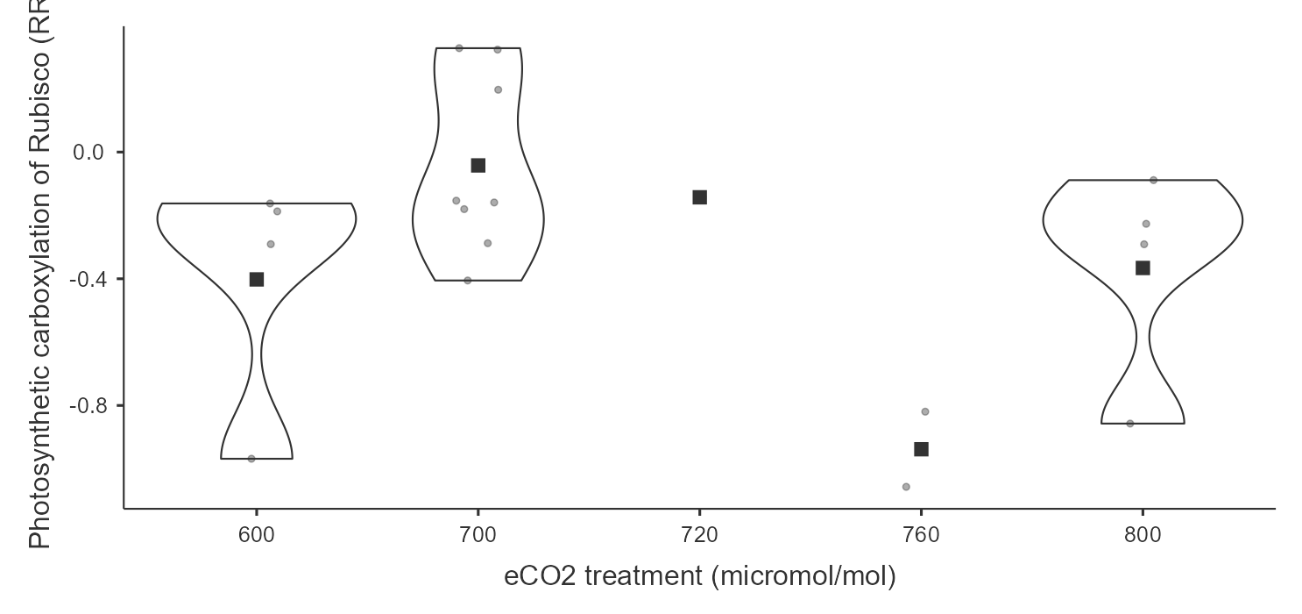 Photosynthetic carboxylation of Rubisco (RR
0.0
-0.4
-0.8
600 700 720 760 800
eCO2 treatment (micromol/mol)